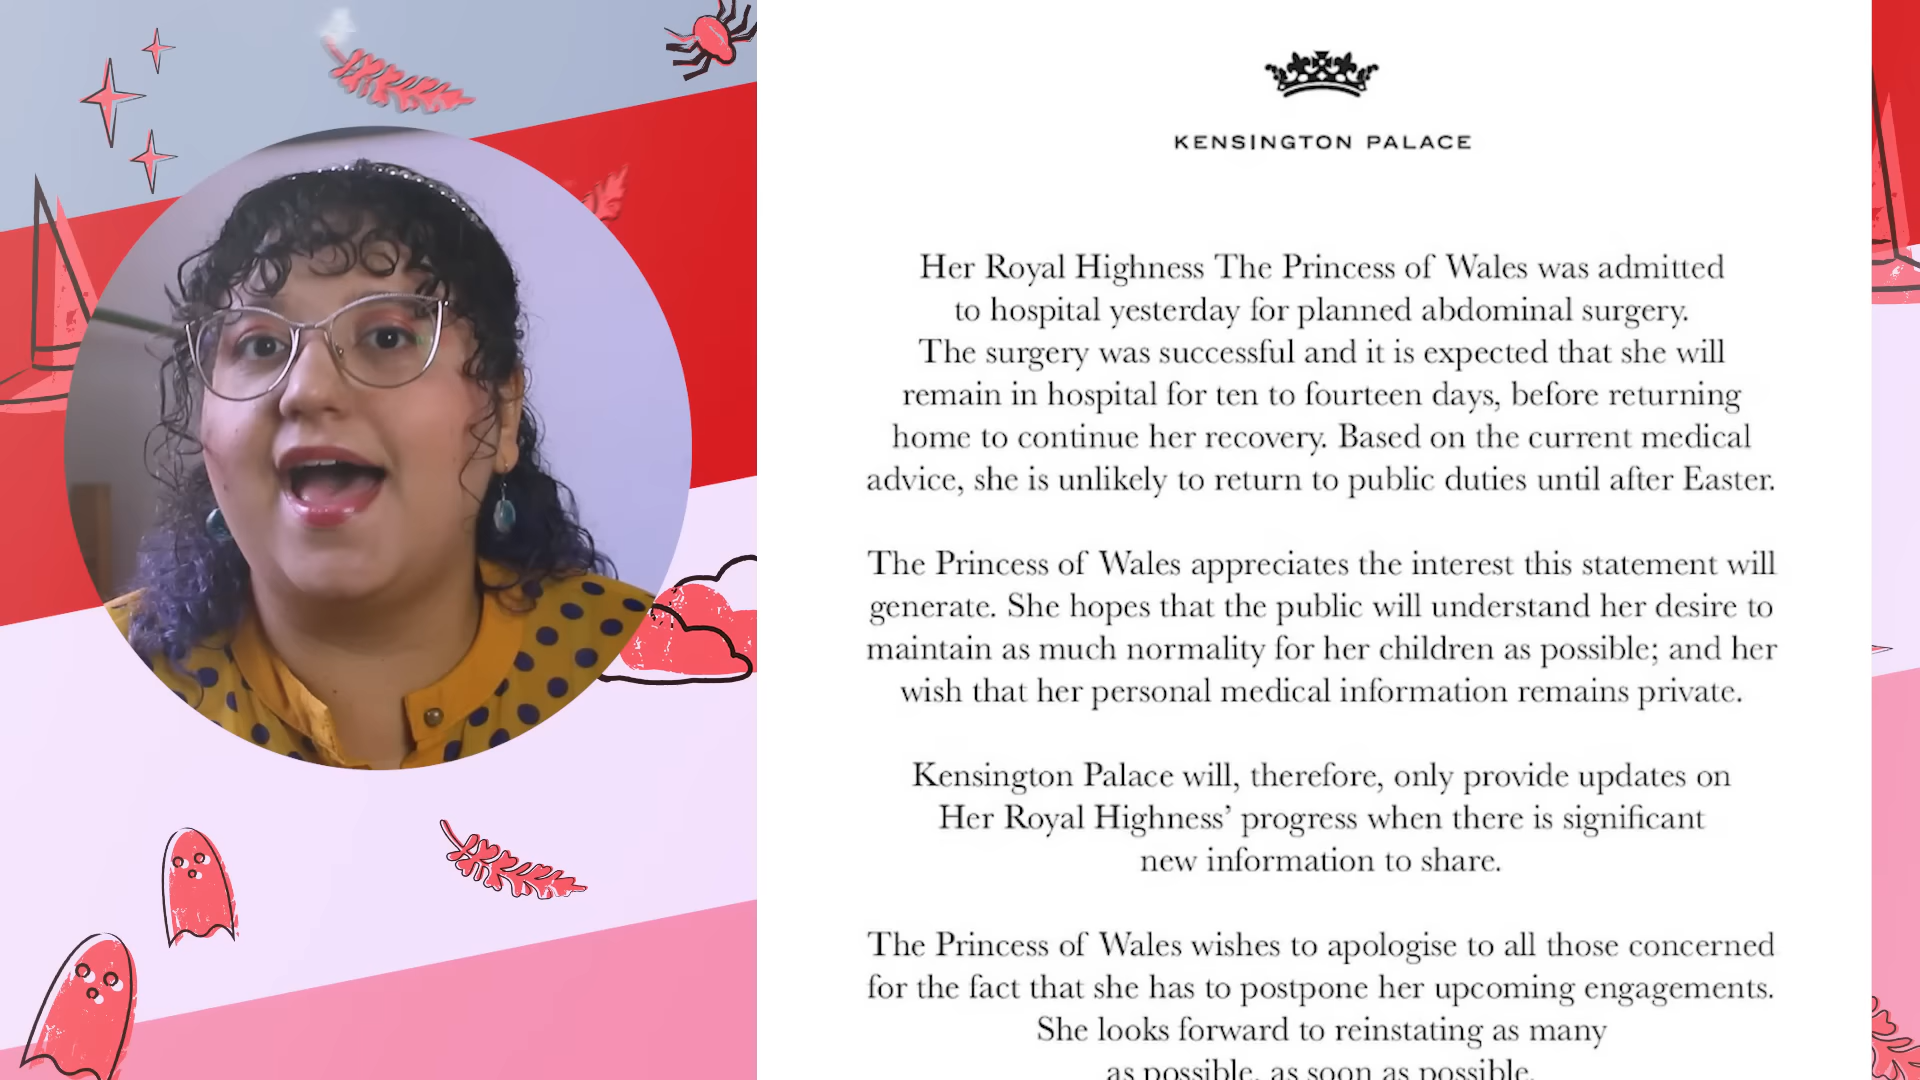 KENSINGTON PALACE
Her Royal Highness The Princess of Wales was admitted
to hospital yesterday for planned abdominal surgery.
The surgery was successful and it is expected that she will
remain in hospital for ten to fourteen days, before returning
home to continue her recovery. Based on the current medical
advice, she is unlikely to return to public duties until after Easter.
The Princess of Wales appreciates the interest this statement will
generate. She hopes that the public will understand her desire to
maintain as much normality for her children as possible; and her
wish that her personal medical information remains private.
Kensington Palace will, therefore, only provide updates on
Her Royal Highness’ progress when there is significant
new information to share.
The Princess of Wales wishes to apologise to all those concerned
for the fact that she has to postpone her upcoming engagements.
She looks forward to reinstating as many
as possible, as soon as possible.